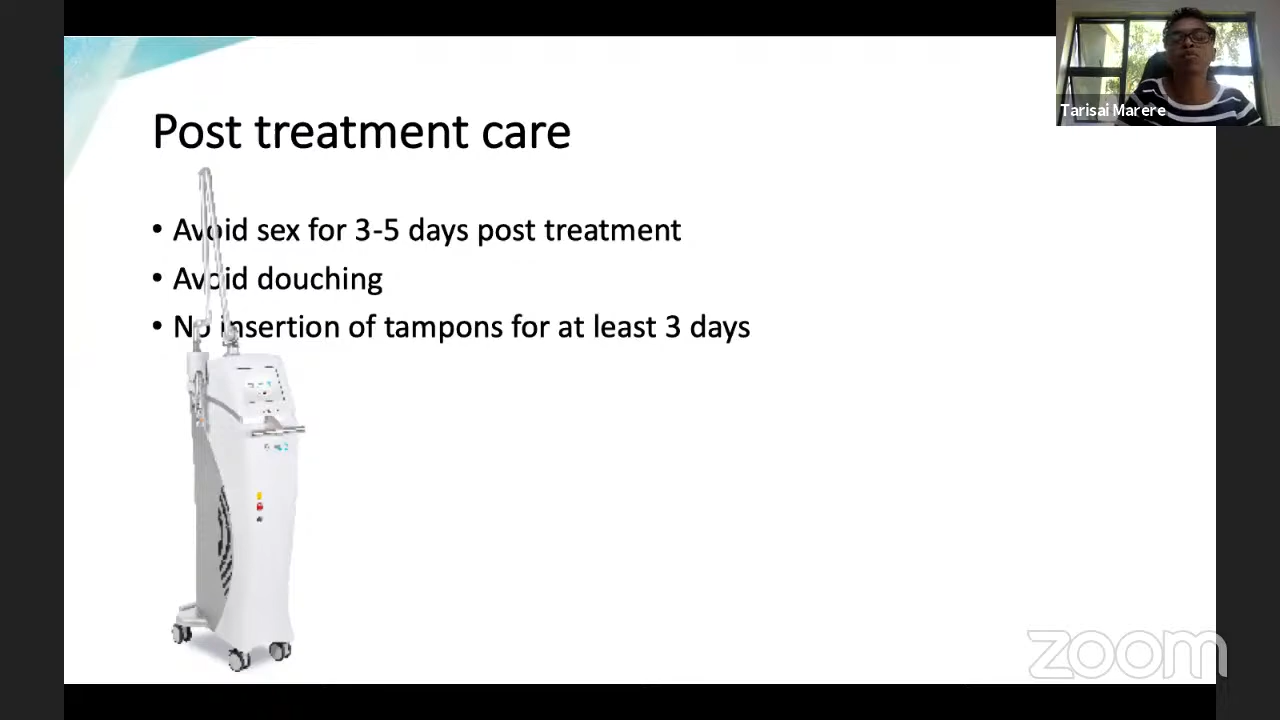 Tarisai Marere
Post treatment care
• Avoid sex for 3-5 days post treatment
• Avoid douching
• No insertion of tampons for at least 3 days
zoom